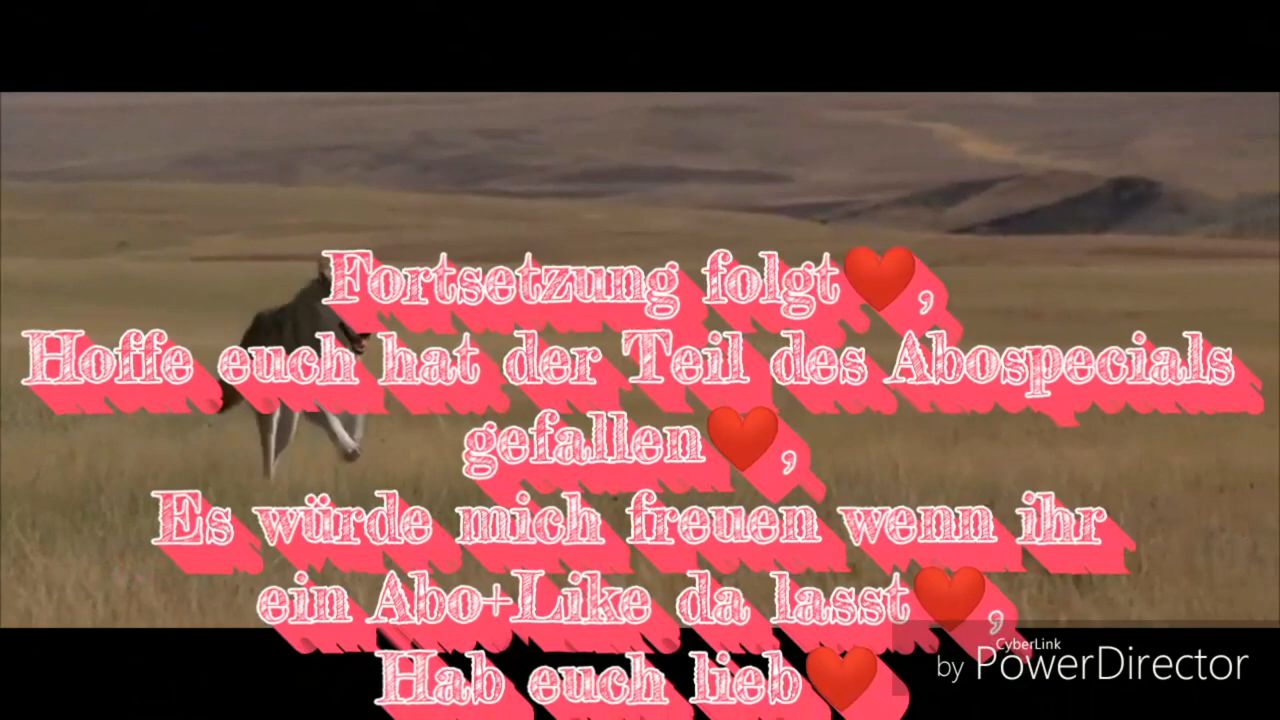 Fortsetzung folgt❤️,
Hoffe euch hat der Teil des Abospecials
gefallen❤️,
Es würde mich freuen wenn ihr
ein Abo+Like da lasst❤️,
Hab euch lieb❤️
CyberLink
by PowerDirector